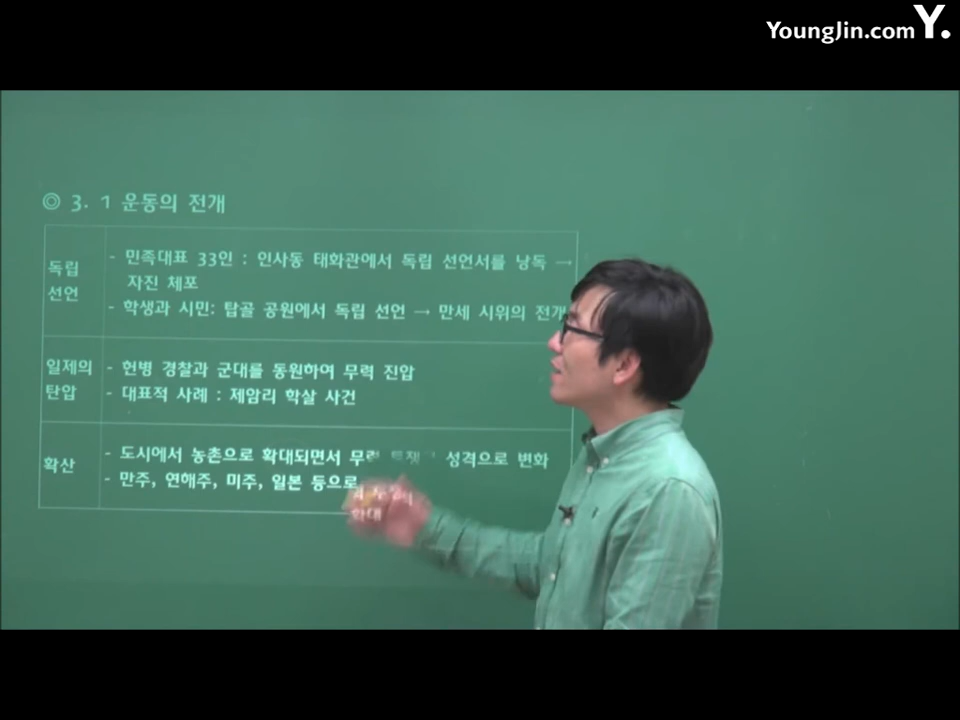 YoungJin.com Y.
◎ 3. 1 운동의 전개
독립
선언
- 민족대표 33인 : 인사동 태화관에서 독립 선언서를 낭독 →
자진 체포
- 학생과 시민: 탑골 공원에서 독립 선언 → 만세 시위의 전개
일제의
탄압
- 헌병 경찰과 군대를 동원하여 무력 진압
- 대표적 사례 : 제암리 학살 사건
확산
- 도시에서 농촌으로 확대되면서 무력 투쟁 성격으로 변화
- 만주, 연해주, 미주, 일본 등으로
확대